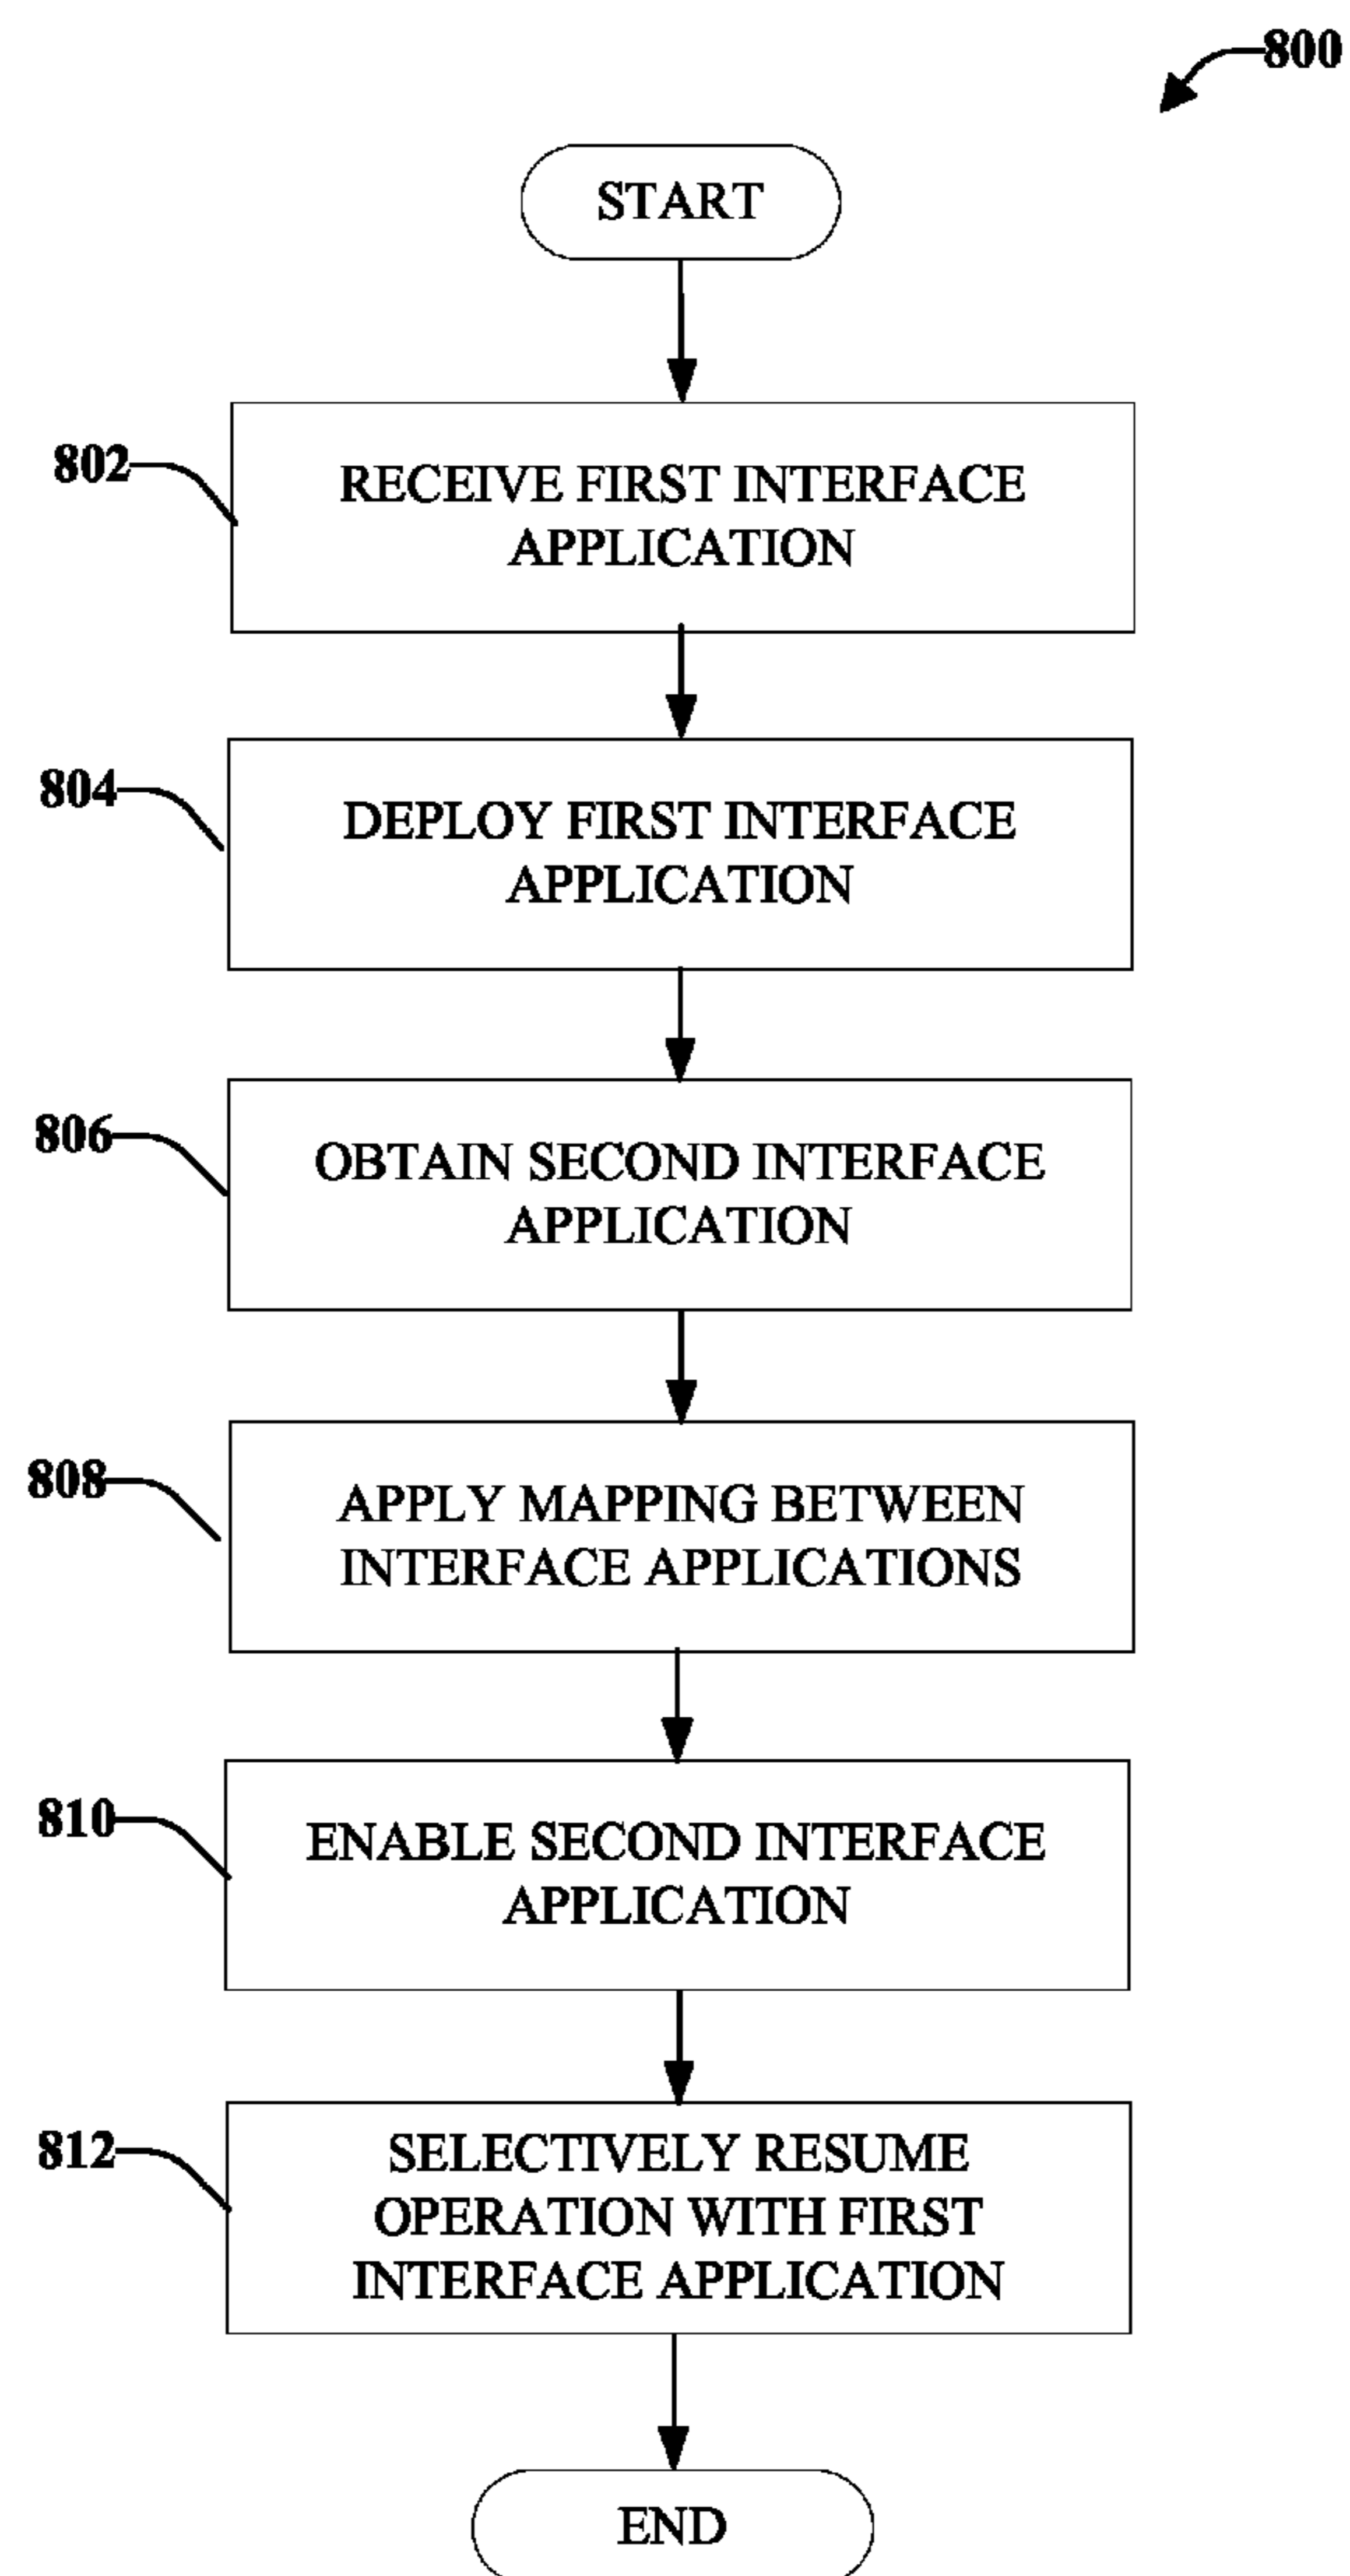 800
START
802
RECEIVE FIRST INTERFACE
APPLICATION
804
DEPLOY FIRST INTERFACE
APPLICATION
806
OBTAIN SECOND INTERFACE
APPLICATION
808
APPLY MAPPING BETWEEN
INTERFACE APPLICATIONS
810
ENABLE SECOND INTERFACE
APPLICATION
812
SELECTIVELY RESUME
OPERATION WITH FIRST
INTERFACE APPLICATION
END